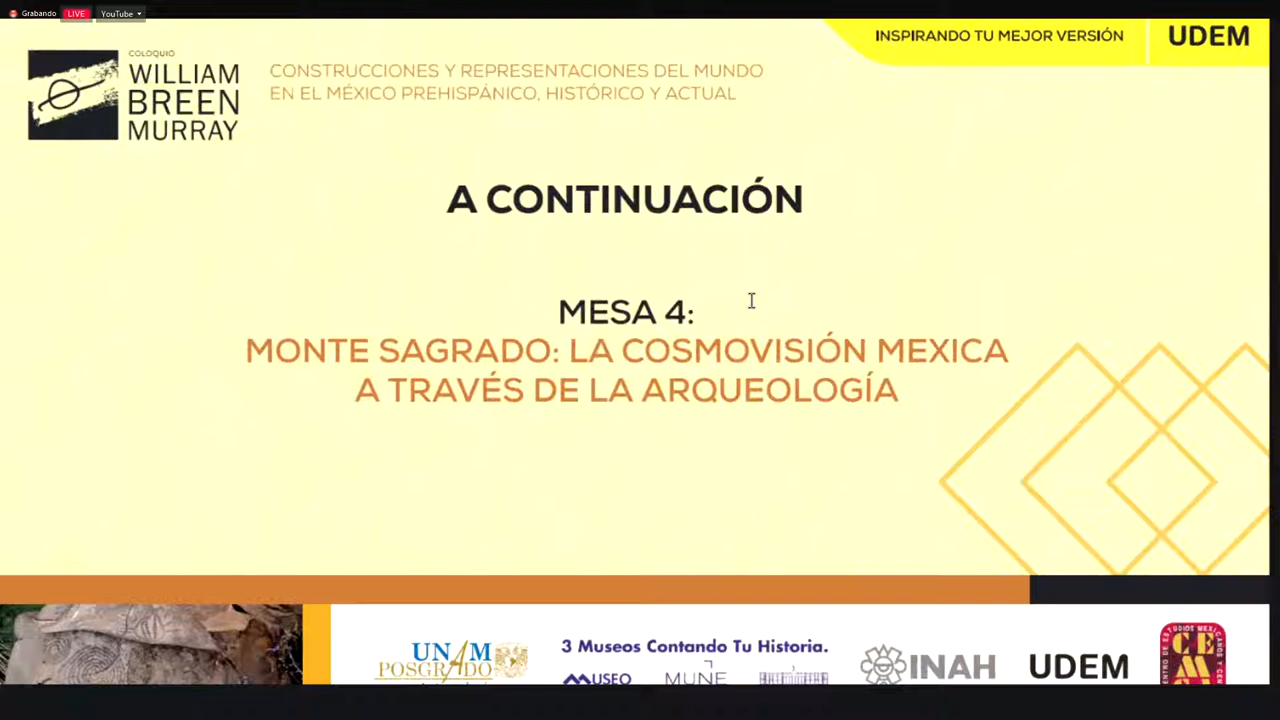 Grabando LIVE YouTube
INSPIRANDO TU MEJOR VERSIÓN UDEM
COLOQUIO
WILLIAM
BREEN
MURRAY
CONSTRUCCIONES Y REPRESENTACIONES DEL MUNDO
EN EL MÉXICO PREHISPÁNICO, HISTÓRICO Y ACTUAL
A CONTINUACIÓN
MESA 4:
MONTE SAGRADO: LA COSMOVISIÓN MEXICA
A TRAVÉS DE LA ARQUEOLOGÍA
UNAM
POSGRADO
3 Museos Contando Tu Historia.
MUSEO MUNE
INAH
UDEM